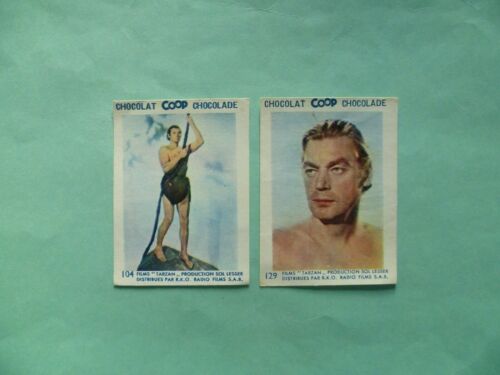 CHOCOLAT COOP CHOCOLADE
104 FILMS "TARZAN" PRODUCTION SOL LESSER
DISTRIBUES PAR R.K.O. RADIO FILMS S.A.B.
CHOCOLAT COOP CHOCOLADE
129 FILMS "TARZAN" PRODUCTION SOL LESSER
DISTRIBUES PAR R.K.O. RADIO FILMS S.A.B.